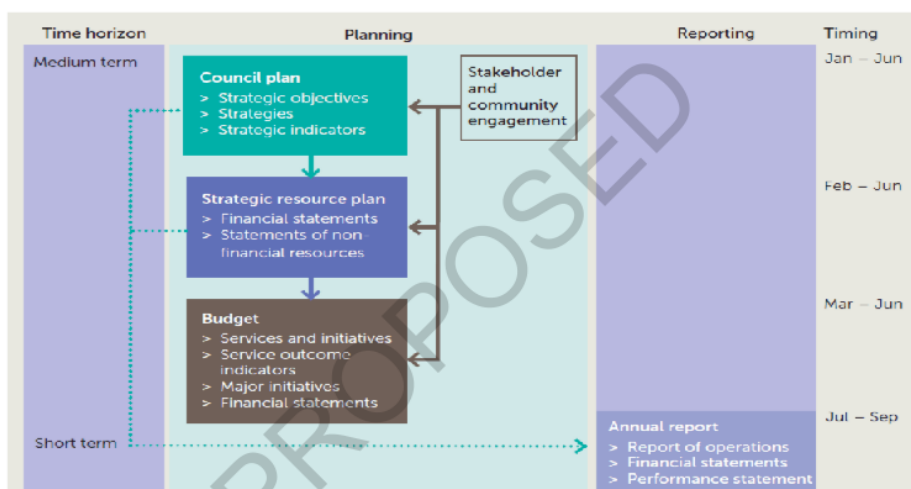 Time horizon
Planning
Reporting
Timing
Medium term
Jan – Jun
Council plan
> Strategic objectives
> Strategies
> Strategic indicators
Stakeholder
and
community
engagement
Feb – Jun
Strategic resource plan
> Financial statements
> Statements of non-
financial resources
Mar – Jun
Budget
> Services and initiatives
> Service outcome
indicators
> Major initiatives
> Financial statements
Jul – Sep
Short term
Annual report
> Report of operations
> Financial statements
> Performance statement
PROPOSED